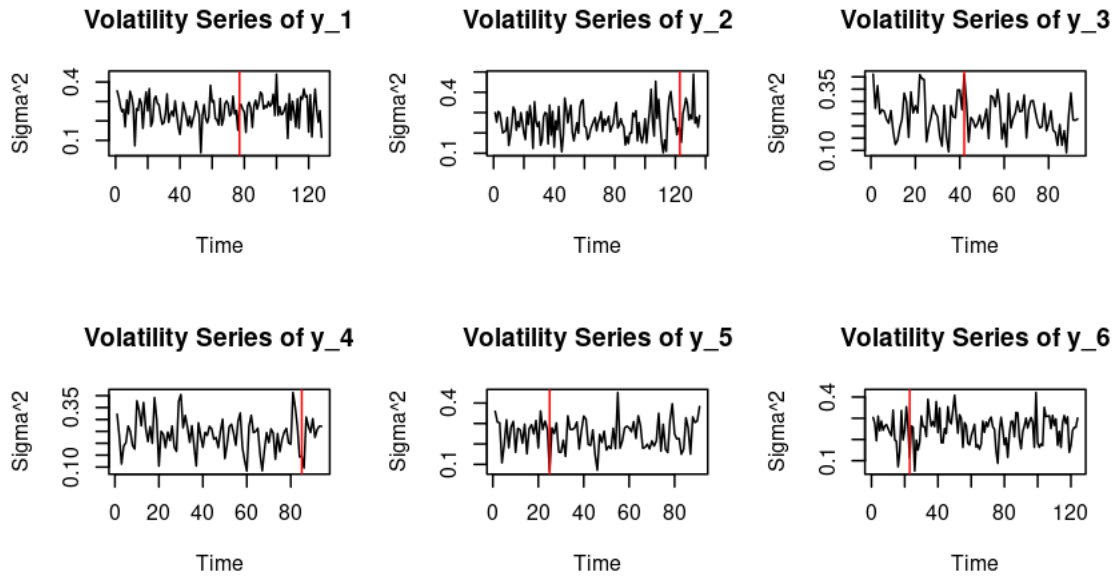 Volatility Series of y_1
Sigma^2
0.1 0.4
0 40 80 120
Time
Volatility Series of y_2
Sigma^2
0.1 0.4
0 40 80 120
Time
Volatility Series of y_3
Sigma^2
0.10 0.35
0 20 40 60 80
Time
Volatility Series of y_4
Sigma^2
0.10 0.35
0 20 40 60 80
Time
Volatility Series of y_5
Sigma^2
0.1 0.4
0 20 40 60 80
Time
Volatility Series of y_6
Sigma^2
0.1 0.4
0 40 80 120
Time